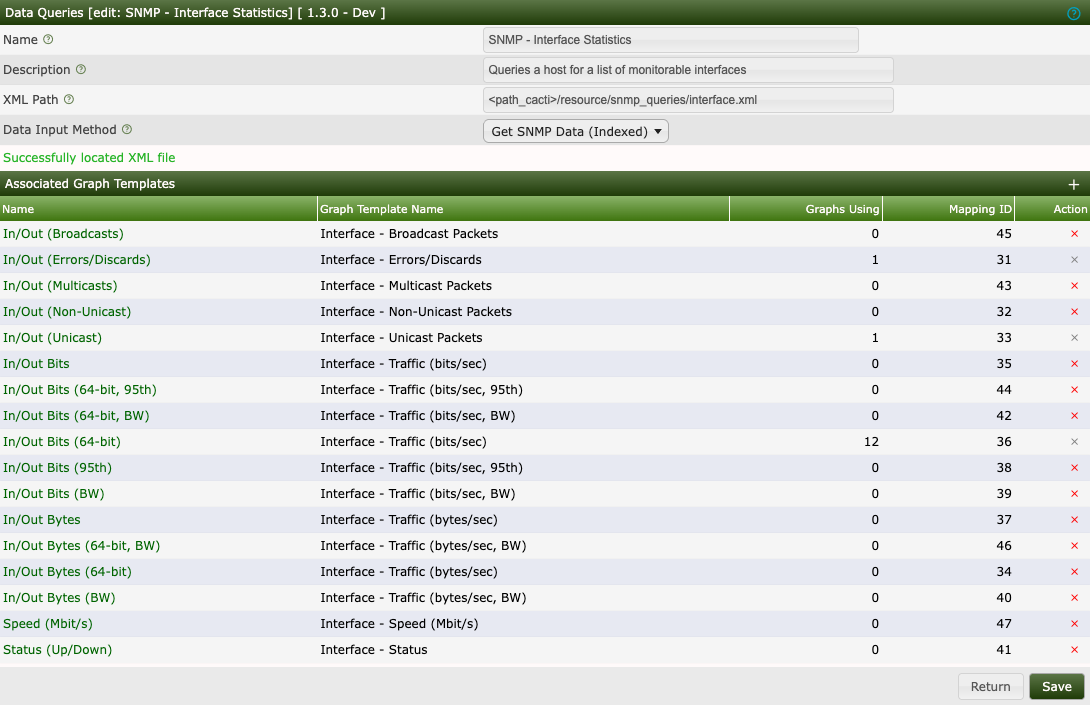 Data Queries [edit: SNMP - Interface Statistics] [ 1.3.0 - Dev ]
Name
SNMP - Interface Statistics
Description
Queries a host for a list of monitorable interfaces
XML Path
<path_cacti>/resource/snmp_queries/interface.xml
Data Input Method
Get SNMP Data (Indexed)
Successfully located XML file
Associated Graph Templates
Name Graph Template Name Graphs Using Mapping ID Action
In/Out (Broadcasts) Interface - Broadcast Packets 0 45
In/Out (Errors/Discards) Interface - Errors/Discards 1 31
In/Out (Multicasts) Interface - Multicast Packets 0 43
In/Out (Non-Unicast) Interface - Non-Unicast Packets 0 32
In/Out (Unicast) Interface - Unicast Packets 1 33
In/Out Bits Interface - Traffic (bits/sec) 0 35
In/Out Bits (64-bit, 95th) Interface - Traffic (bits/sec, 95th) 0 44
In/Out Bits (64-bit, BW) Interface - Traffic (bits/sec, BW) 0 42
In/Out Bits (64-bit) Interface - Traffic (bits/sec) 12 36
In/Out Bits (95th) Interface - Traffic (bits/sec, 95th) 0 38
In/Out Bits (BW) Interface - Traffic (bits/sec, BW) 0 39
In/Out Bytes Interface - Traffic (bytes/sec) 0 37
In/Out Bytes (64-bit, BW) Interface - Traffic (bytes/sec, BW) 0 46
In/Out Bytes (64-bit) Interface - Traffic (bytes/sec) 0 34
In/Out Bytes (BW) Interface - Traffic (bytes/sec, BW) 0 40
Speed (Mbit/s) Interface - Speed (Mbit/s) 0 47
Status (Up/Down) Interface - Status 0 41
Return Save